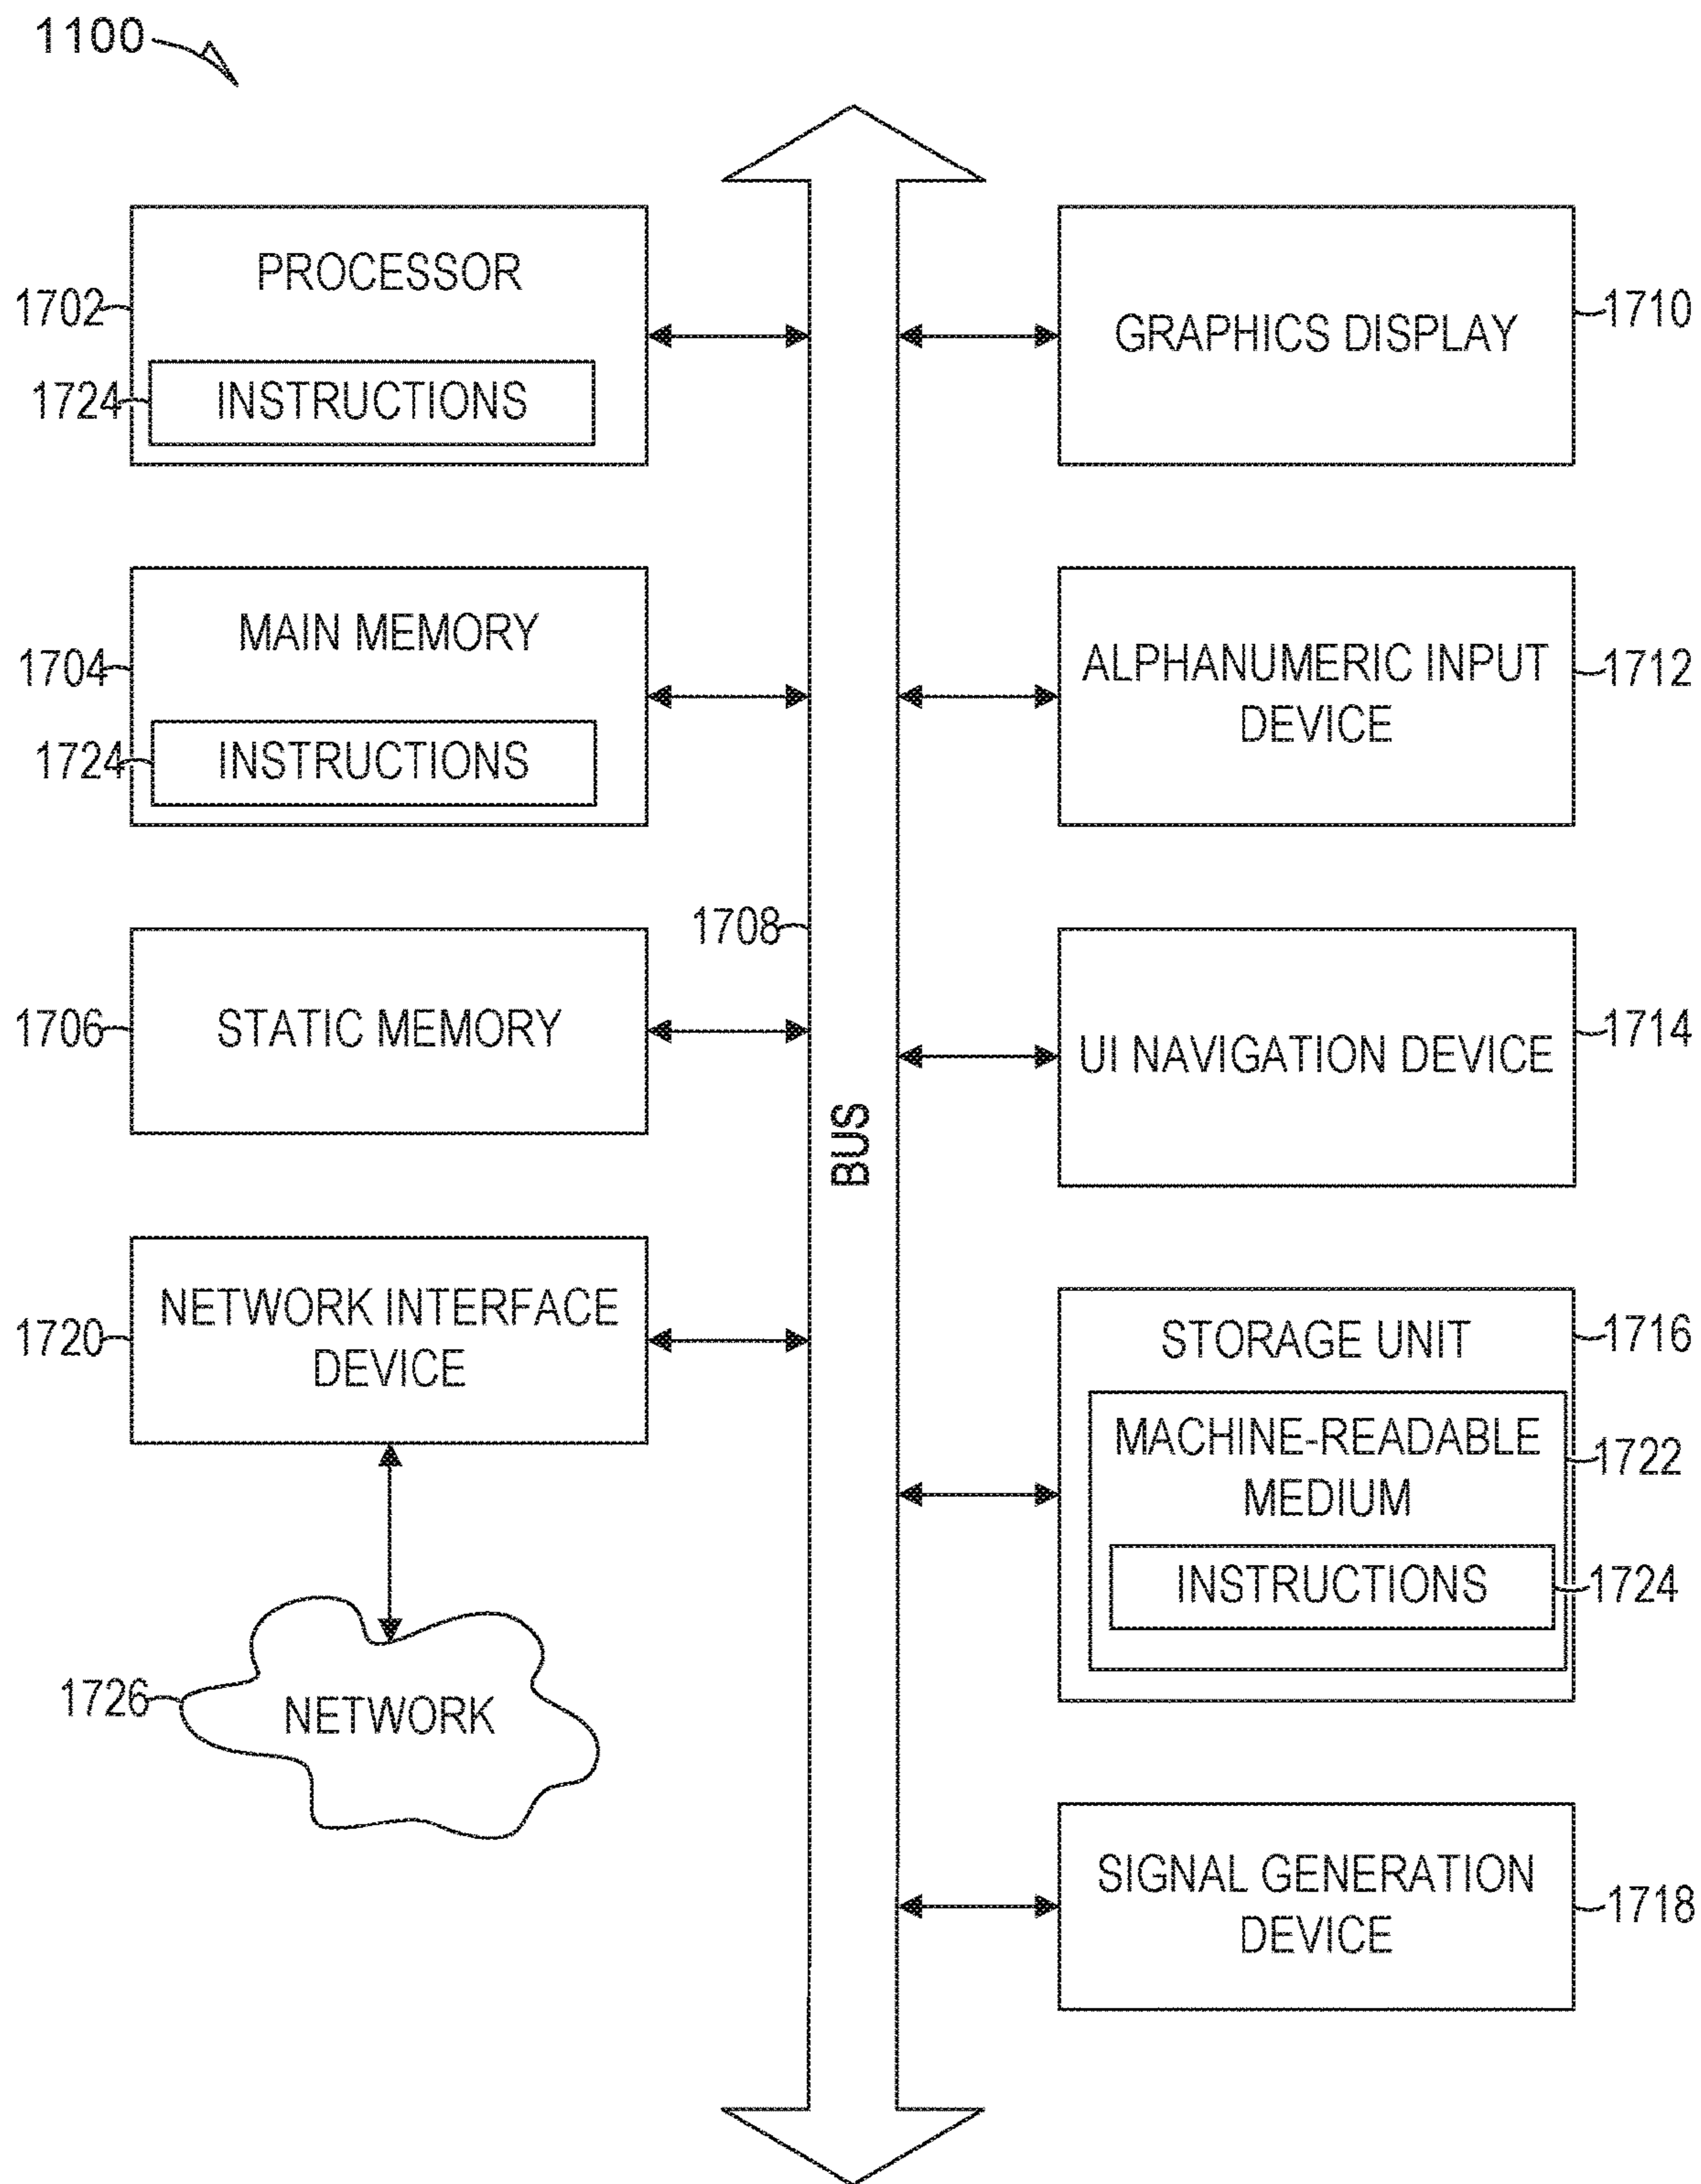 1100
PROCESSOR
1702
1724
INSTRUCTIONS
MAIN MEMORY
1704
1724
INSTRUCTIONS
1708
1706
STATIC MEMORY
BUS
1720
NETWORK INTERFACE
DEVICE
1726
NETWORK
GRAPHICS DISPLAY
1710
ALPHANUMERIC INPUT
DEVICE
1712
UI NAVIGATION DEVICE
1714
STORAGE UNIT
1716
MACHINE-READABLE
MEDIUM
1722
INSTRUCTIONS
1724
SIGNAL GENERATION
DEVICE
1718